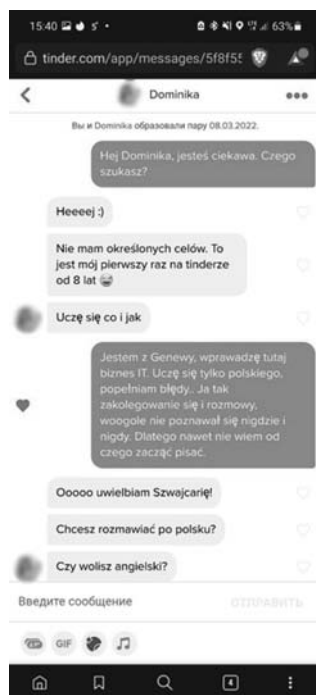 15:40
63%
tinder.com/app/messages/5f8f55
Dominika
Вы и Dominika образовали пару 08.03.2022.
Hej Dominika, jesteś ciekawa. Czego
szukasz?
Heeeej :)
Nie mam określonych celów. To
jest mój pierwszy raz na tinderze
od 8 lat 😂
Uczę się co i jak
Jestem z Genewy, wprawadzę tutaj
biznes IT. Uczę się tylko polskiego,
popełniam błędy.. Ja tak
zakolegowanie się i rozmowy,
woogole nie poznawał się nigdzie i
nigdy. Dlatego nawet nie wiem od
czego zacząć pisać.
Ooooo uwielbiam Szwajcarię!
Chcesz rozmawiać po polsku?
Czy wolisz angielski?
Введите сообщение
ОТПРАВИТЬ
GIF
4